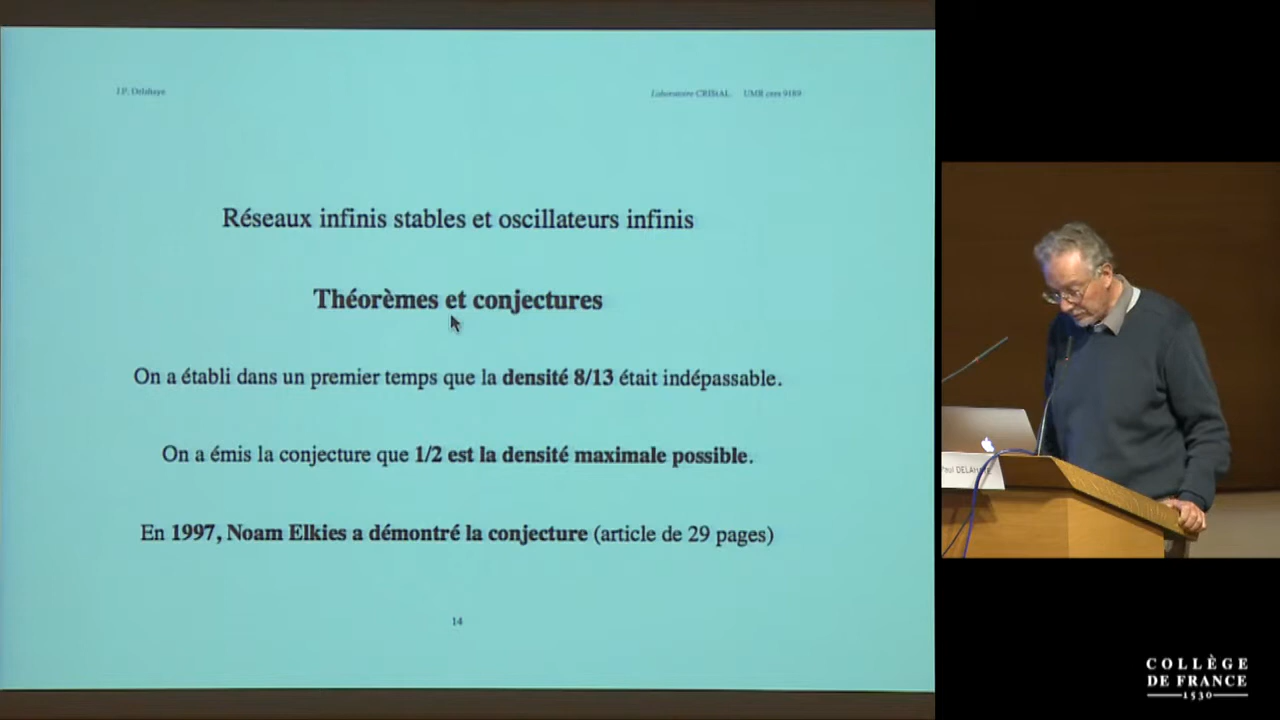 J.P. Delahaye
Laboratoire CRIStAL UMR cnrs 9189
Réseaux infinis stables et oscillateurs infinis
Théorèmes et conjectures
On a établi dans un premier temps que la densité 8/13 était indépassable.
On a émis la conjecture que 1/2 est la densité maximale possible.
En 1997, Noam Elkies a démontré la conjecture (article de 29 pages)
14
Paul DELAHAYE
COLLÈGE
DE FRANCE
1530